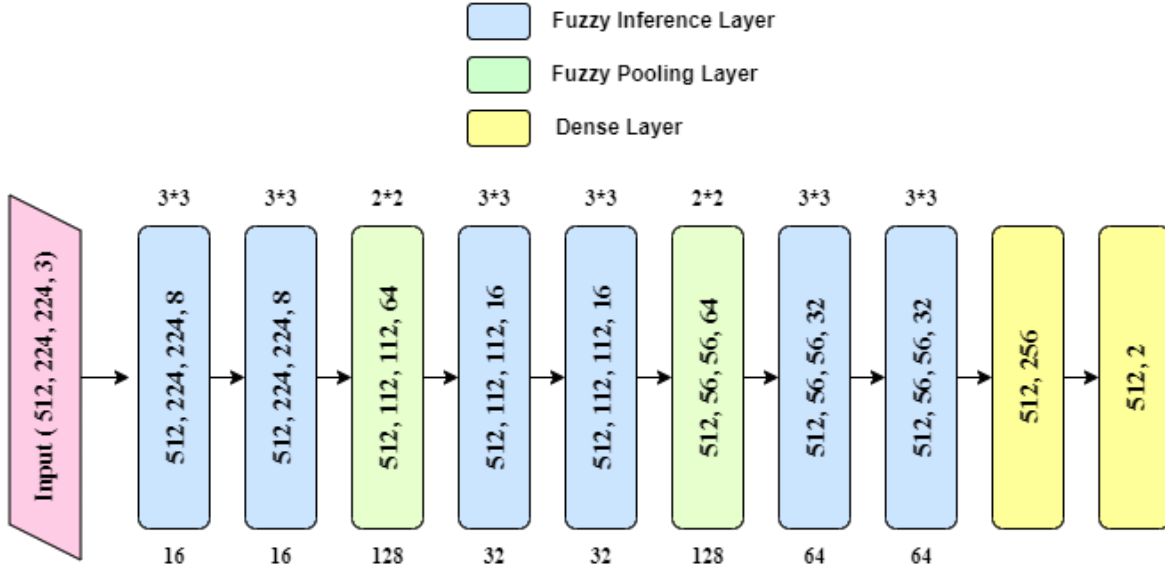 Fuzzy Inference Layer
Fuzzy Pooling Layer
Dense Layer
3*3
3*3
2*2
3*3
3*3
2*2
3*3
3*3
Input ( 512, 224, 224, 3)
512, 224, 224, 8
512, 224, 224, 8
512, 112, 112, 64
512, 112, 112, 16
512, 112, 112, 16
512, 56, 56, 64
512, 56, 56, 32
512, 56, 56, 32
512, 256
512, 2
16
16
128
32
32
128
64
64